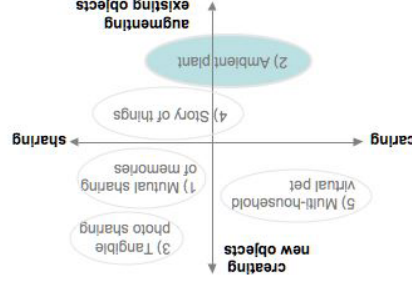 creating
new objects
3) Tangible
photo sharing
5) Multi-household
virtual pet
1) Mutual sharing
of memories
caring
sharing
4) Story of things
2) Ambient plant
augmenting
existing objects